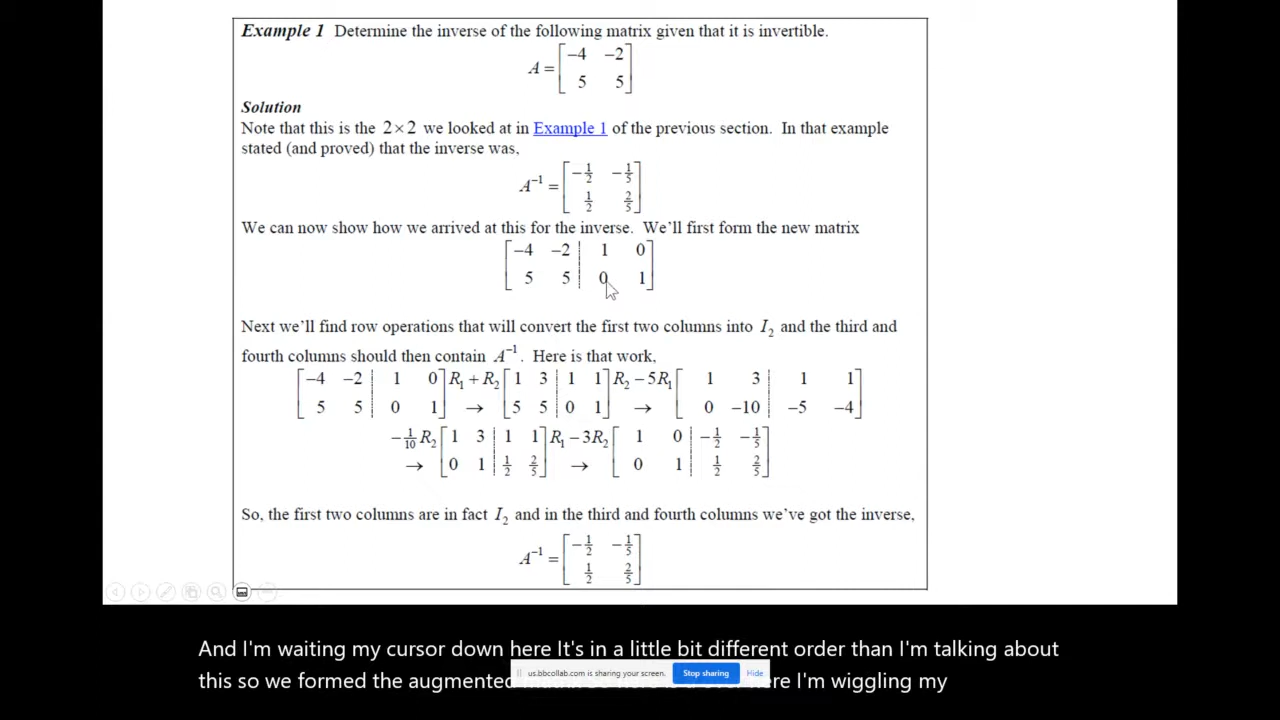 Example 1 Determine the inverse of the following matrix given that it is invertible.
A = [ −4 −2
5 5 ]
Solution
Note that this is the 2×2 we looked at in Example 1 of the previous section. In that example
stated (and proved) that the inverse was,
A⁻¹ = [ −1/2 −1/5
1/2 2/5 ]
We can now show how we arrived at this for the inverse. We'll first form the new matrix
[ −4 −2 | 1 0
5 5 | 0 1 ]
Next we'll find row operations that will convert the first two columns into I₂ and the third and
fourth columns should then contain A⁻¹. Here is that work,
[ −4 −2 | 1 0 ] R₁ + R₂ [ 1 3 | 1 1 ] R₂ − 5R₁ [ 1 3 | 1 1 ]
[ 5 5 | 0 1 ] → [ 5 5 | 0 1 ] → [ 0 −10 | −5 −4 ]
−1/10 R₂ [ 1 3 | 1 1 ] R₁ − 3R₂ [ 1 0 | −1/2 −1/5 ]
→ [ 0 1 | 1/2 2/5 ] → [ 0 1 | 1/2 2/5 ]
So, the first two columns are in fact I₂ and in the third and fourth columns we've got the inverse,
A⁻¹ = [ −1/2 −1/5
1/2 2/5 ]
And I'm waiting my cursor down here It's in a little bit different order than I'm talking about
this so we formed the augmented here I'm wiggling my
us.bbcollab.com is sharing your screen. Stop sharing Hide